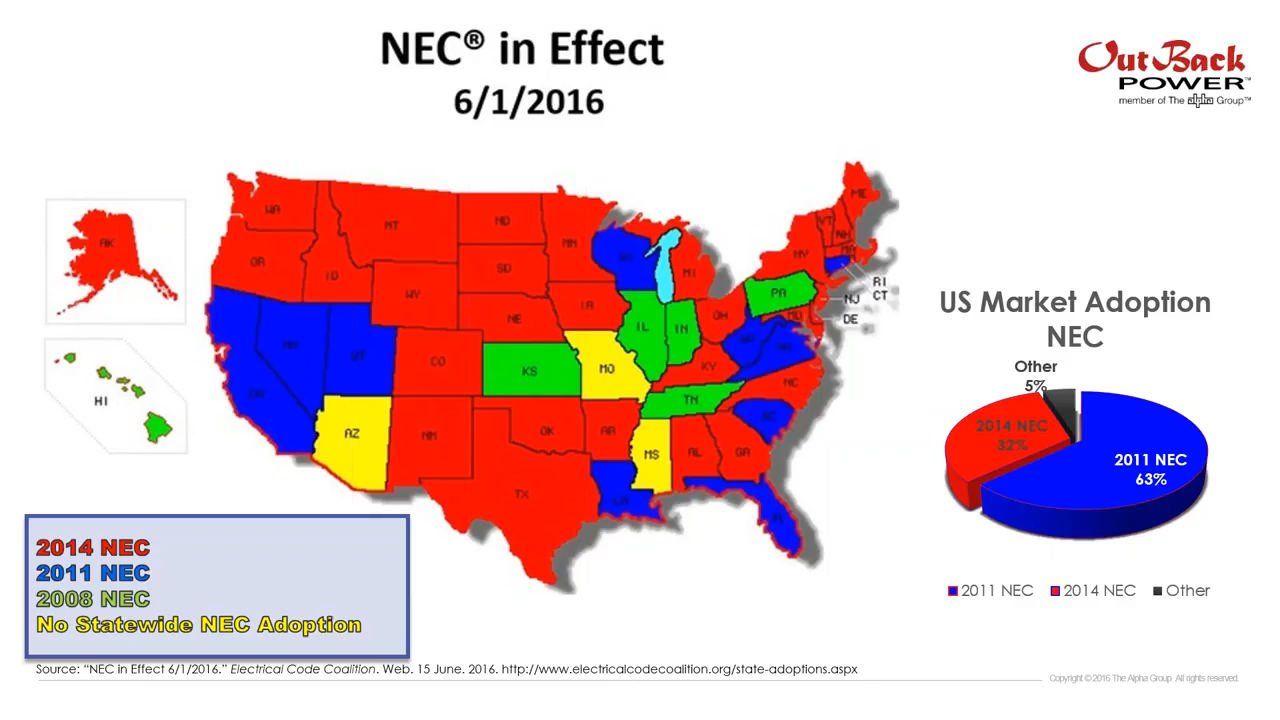 NEC® in Effect
6/1/2016
OutBack
POWER™
member of The alpha Group™
ME
WA
MT
ND
MN
VT
NH
AK
OR
ID
SD
WI
MI
NY
MA
WY
IA
PA
RI
CT
NJ
DE
NE
IL
IN
OH
MD
NV
UT
CO
KS
MO
KY
WV
VA
CA
HI
AZ
NM
OK
AR
TN
NC
SC
MS
AL
GA
TX
LA
FL
US Market Adoption
NEC
Other
5%
2014 NEC
32%
2011 NEC
63%
2011 NEC 2014 NEC Other
2014 NEC
2011 NEC
2008 NEC
No Statewide NEC Adoption
Source: “NEC in Effect 6/1/2016.” Electrical Code Coalition. Web. 15 June. 2016. http://www.electricalcodecoalition.org/state-adoptions.aspx
Copyright © 2016 The Alpha Group All rights reserved.